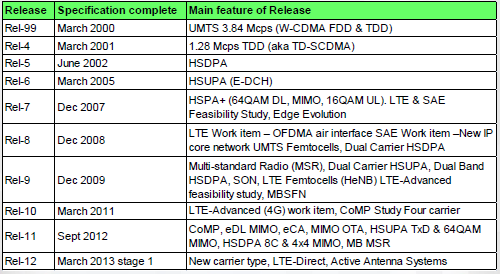 Release Specification complete Main feature of Release
Rel-99 March 2000 UMTS 3.84 Mcps (W-CDMA FDD & TDD)
Rel-4 March 2001 1.28 Mcps TDD (aka TD-SCDMA)
Rel-5 June 2002 HSDPA
Rel-6 March 2005 HSUPA (E-DCH)
Rel-7 Dec 2007 HSPA+ (64QAM DL, MIMO, 16QAM UL). LTE & SAE
Feasibility Study, Edge Evolution
Rel-8 Dec 2008 LTE Work item – OFDMA air interface SAE Work item –New IP
core network UMTS Femtocells, Dual Carrier HSDPA
Rel-9 Dec 2009 Multi-standard Radio (MSR), Dual Carrier HSUPA, Dual Band
HSDPA, SON, LTE Femtocells (HeNB) LTE-Advanced
feasibility study, MBSFN
Rel-10 March 2011 LTE-Advanced (4G) work item, CoMP Study Four carrier
Rel-11 Sept 2012 CoMP, eDL MIMO, eCA, MIMO OTA, HSUPA TxD & 64QAM
MIMO, HSDPA 8C & 4x4 MIMO, MB MSR
Rel-12 March 2013 stage 1 New carrier type, LTE-Direct, Active Antenna Systems